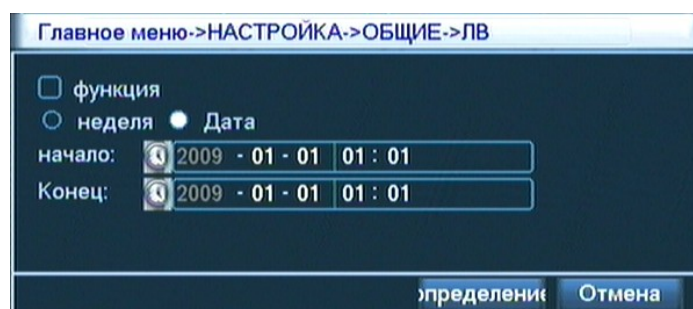 Главное меню->НАСТРОЙКА->ОБЩИЕ->ЛВ
функция
неделя Дата
начало: 2009 - 01 - 01 01 : 01
Конец: 2009 - 01 - 01 01 : 01
определение Отмена